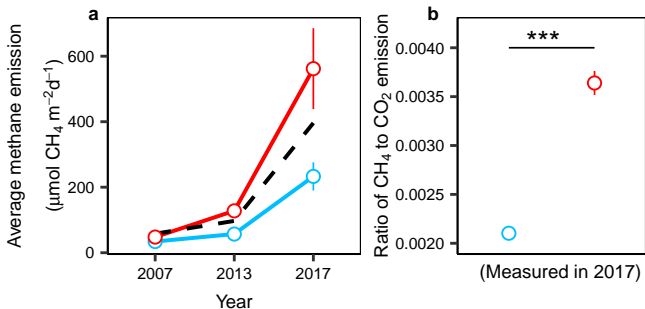 a
Average methane emission
(μmol CH₄ m⁻²d⁻¹)
600
400
200
0
2007
2013
2017
Year
b
Ratio of CH₄ to CO₂ emission
0.0040
0.0035
0.0030
0.0025
0.0020
***
(Measured in 2017)